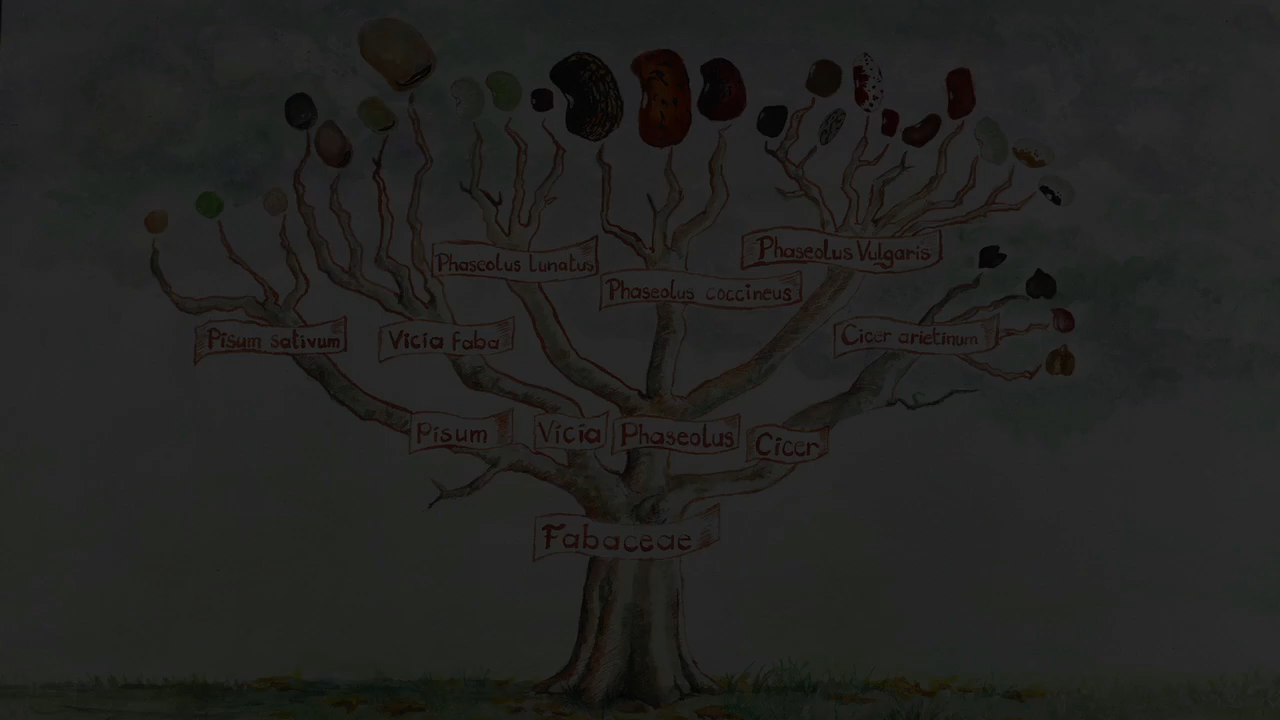 Phaseolus Lunatus
Phaseolus Vulgaris
Phaseolus coccineus
Pisum sativum
Vicia faba
Cicer arietinum
Pisum
Vicia
Phaseolus
Cicer
Fabaceae